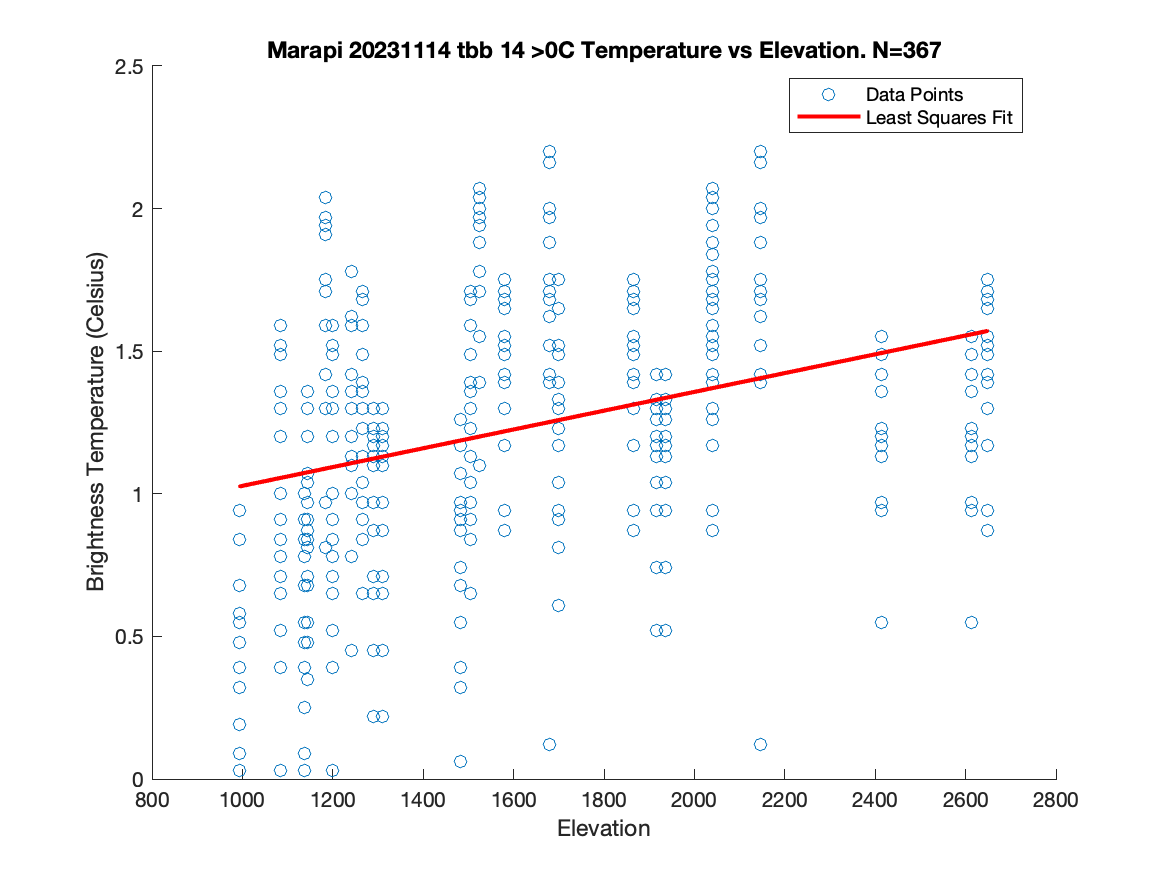 Marapi 20231114 tbb 14 >0C Temperature vs Elevation. N=367
Data Points
Least Squares Fit
Brightness Temperature (Celsius)
2.5
2
1.5
1
0.5
0
800 1000 1200 1400 1600 1800 2000 2200 2400 2600 2800
Elevation